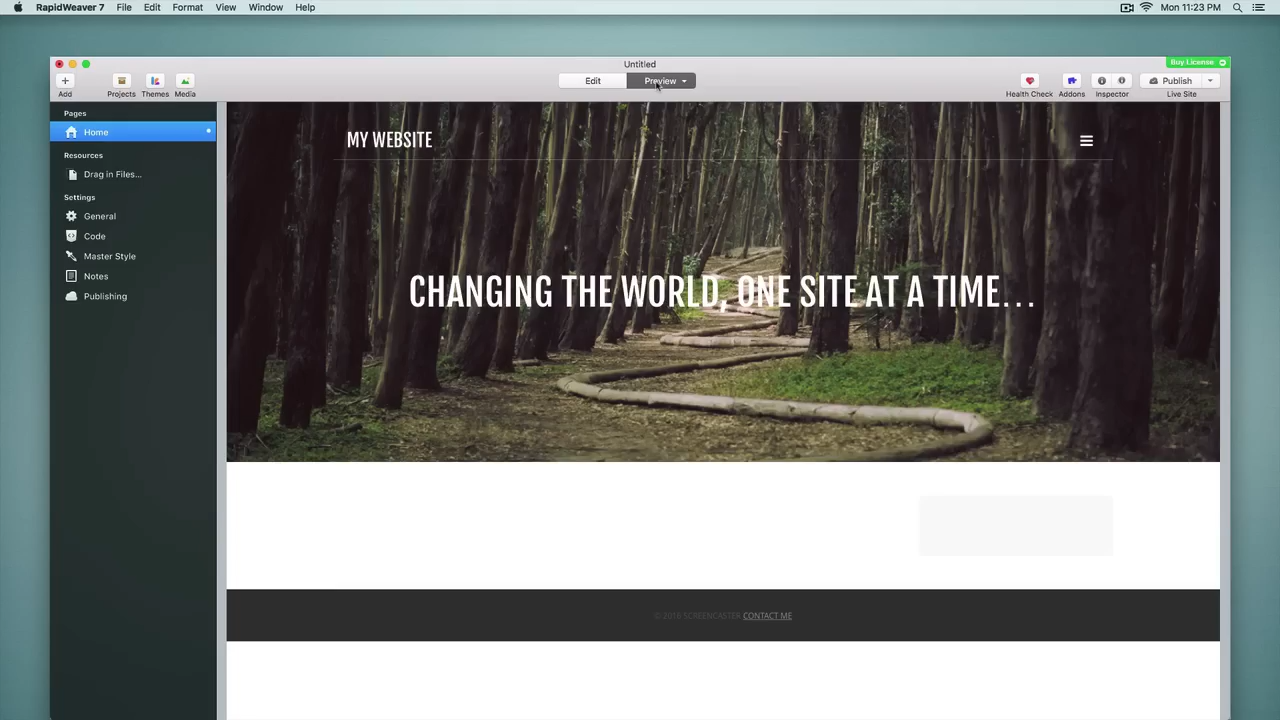 RapidWeaver 7 File Edit Format View Window Help Mon 11:23 PM
Untitled
Buy License
Edit Preview Publish
Add Projects Themes Media Health Check Addons Inspector Live Site
Pages
Home
Resources
Drag in Files...
Settings
General
Code
Master Style
Notes
Publishing
MY WEBSITE
CHANGING THE WORLD, ONE SITE AT A TIME...
© 2016 SCREENCASTER CONTACT ME